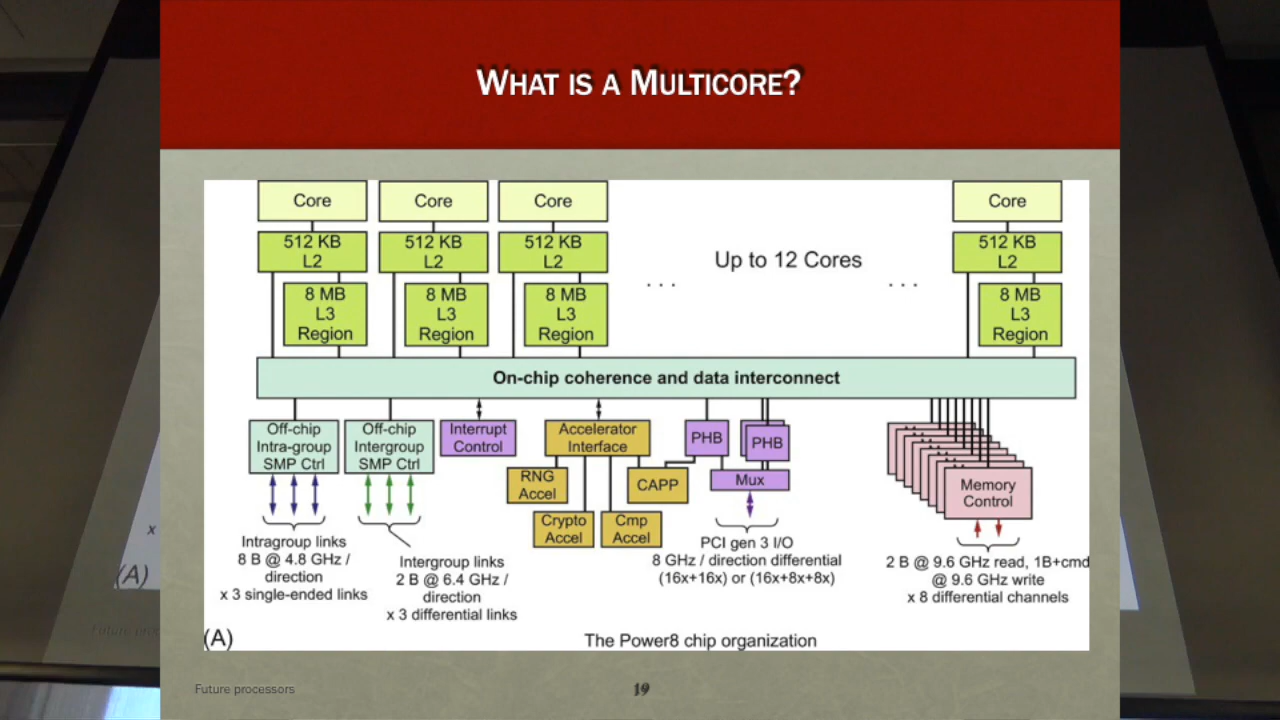 WHAT IS A MULTICORE?
Core
Core
Core
Core
512 KB
L2
512 KB
L2
512 KB
L2
512 KB
L2
Up to 12 Cores
. . .
. . .
8 MB
L3
Region
8 MB
L3
Region
8 MB
L3
Region
8 MB
L3
Region
On-chip coherence and data interconnect
Off-chip
Intra-group
SMP Ctrl
Off-chip
Intergroup
SMP Ctrl
Interrupt
Control
Accelerator
Interface
PHB
PHB
Mux
RNG
Accel
CAPP
Crypto
Accel
Cmp
Accel
Memory
Control
Intragroup links
8 B @ 4.8 GHz /
direction
x 3 single-ended links
Intergroup links
2 B @ 6.4 GHz /
direction
x 3 differential links
PCI gen 3 I/O
8 GHz / direction differential
(16x+16x) or (16x+8x+8x)
2 B @ 9.6 GHz read, 1B+cmd
@ 9.6 GHz write
x 8 differential channels
(A)
The Power8 chip organization
Future processors
19
x
(A)